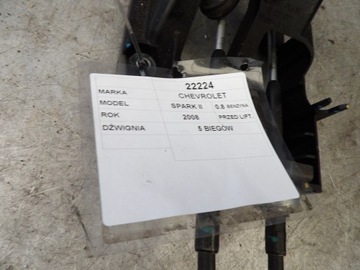 22224
MARKA CHEVROLET
MODEL SPARK II 0.8 BENZYNA
ROK 2008 PRZED LIFT.
DŹWIGNIA 5 BIEGÓW